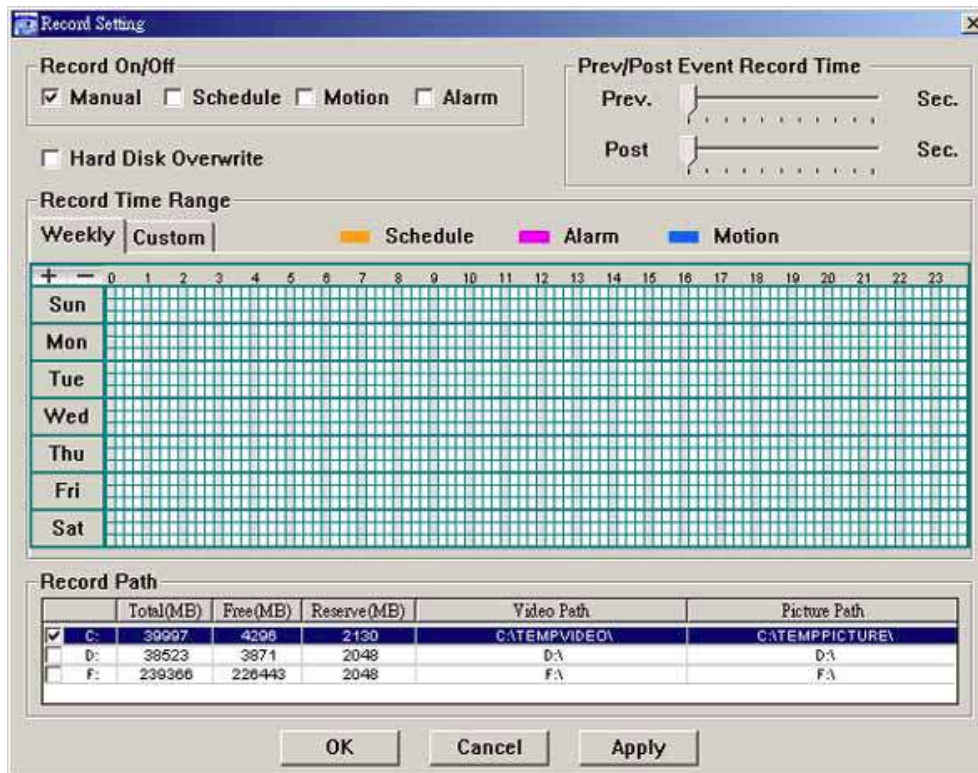 Record Setting
Record On/Off
Manual Schedule Motion Alarm
Prev/Post Event Record Time
Prev. Sec.
Post Sec.
Hard Disk Overwrite
Record Time Range
Weekly Custom Schedule Alarm Motion
+ - 0 1 2 3 4 5 6 7 8 9 10 11 12 13 14 15 16 17 18 19 20 21 22 23
Sun
Mon
Tue
Wed
Thu
Fri
Sat
Record Path
Total(MB) Free(MB) Reserve(MB) Video Path Picture Path
C: 39997 4296 2130 C:\TEMPVIDEO\ C:\TEMPPICTURE\
D: 38523 3871 2048 D:\ D:\
F: 239366 226443 2048 F:\ F:\
OK Cancel Apply